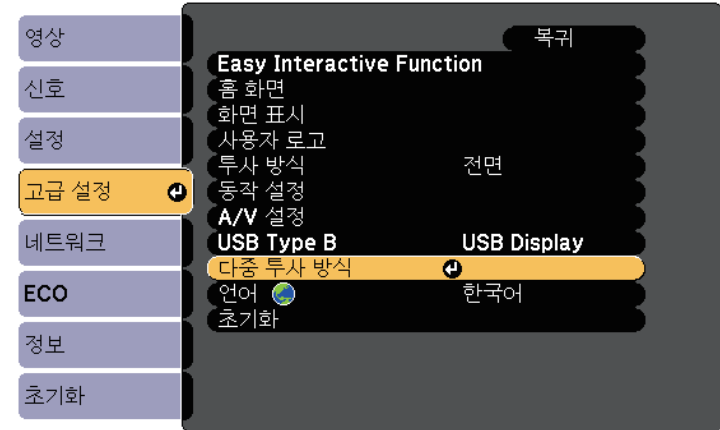 영상
신호
설정
고급 설정
네트워크
ECO
정보
초기화
복귀
Easy Interactive Function
홈 화면
화면 표시
사용자 로고
투사 방식 전면
동작 설정
A/V 설정
USB Type B USB Display
다중 투사 방식
언어 한국어
초기화